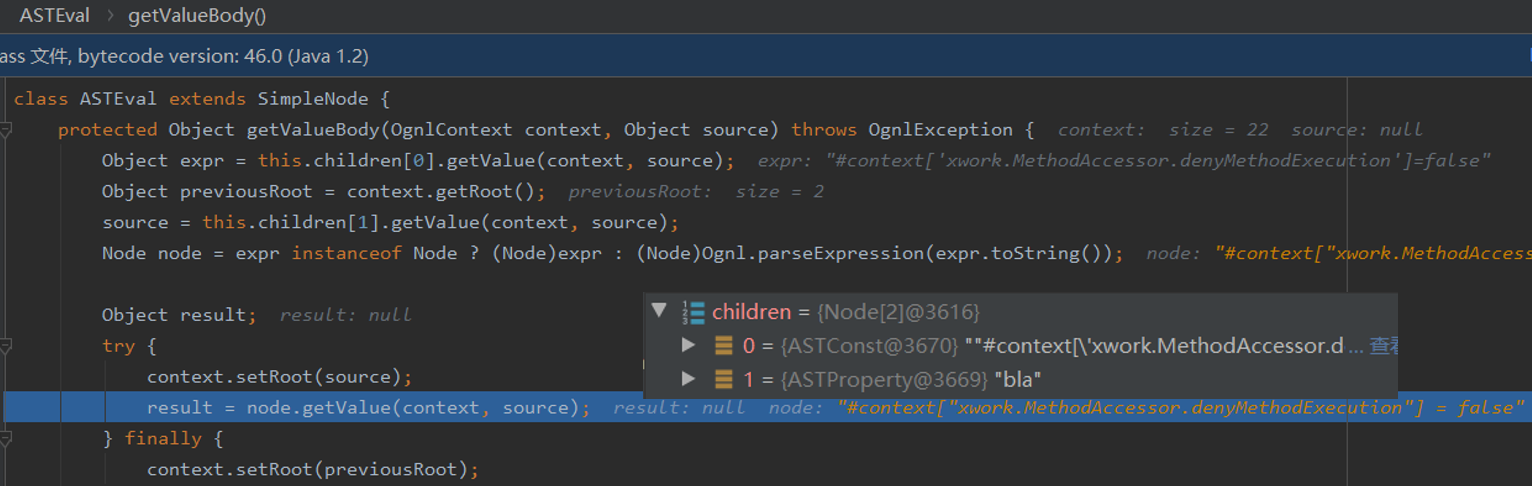 ASTEval › getValueBody()
ass 文件, bytecode version: 46.0 (Java 1.2)
class ASTEval extends SimpleNode {
protected Object getValueBody(OgnlContext context, Object source) throws OgnlException { context: size = 22 source: null
Object expr = this.children[0].getValue(context, source); expr: "#context['xwork.MethodAccessor.denyMethodExecution']=false"
Object previousRoot = context.getRoot(); previousRoot: size = 2
source = this.children[1].getValue(context, source);
Node node = expr instanceof Node ? (Node)expr : (Node)Ognl.parseExpression(expr.toString()); node: "#context["xwork.MethodAccess
Object result; result: null
children = {Node[2]@3616}
try {
0 = {ASTConst@3670} ""#context[\'xwork.MethodAccessor.d ... 查看
context.setRoot(source);
1 = {ASTProperty@3669} "bla"
result = node.getValue(context, source); result: null node: "#context["xwork.MethodAccessor.denyMethodExecution"] = false"
} finally {
context.setRoot(previousRoot);